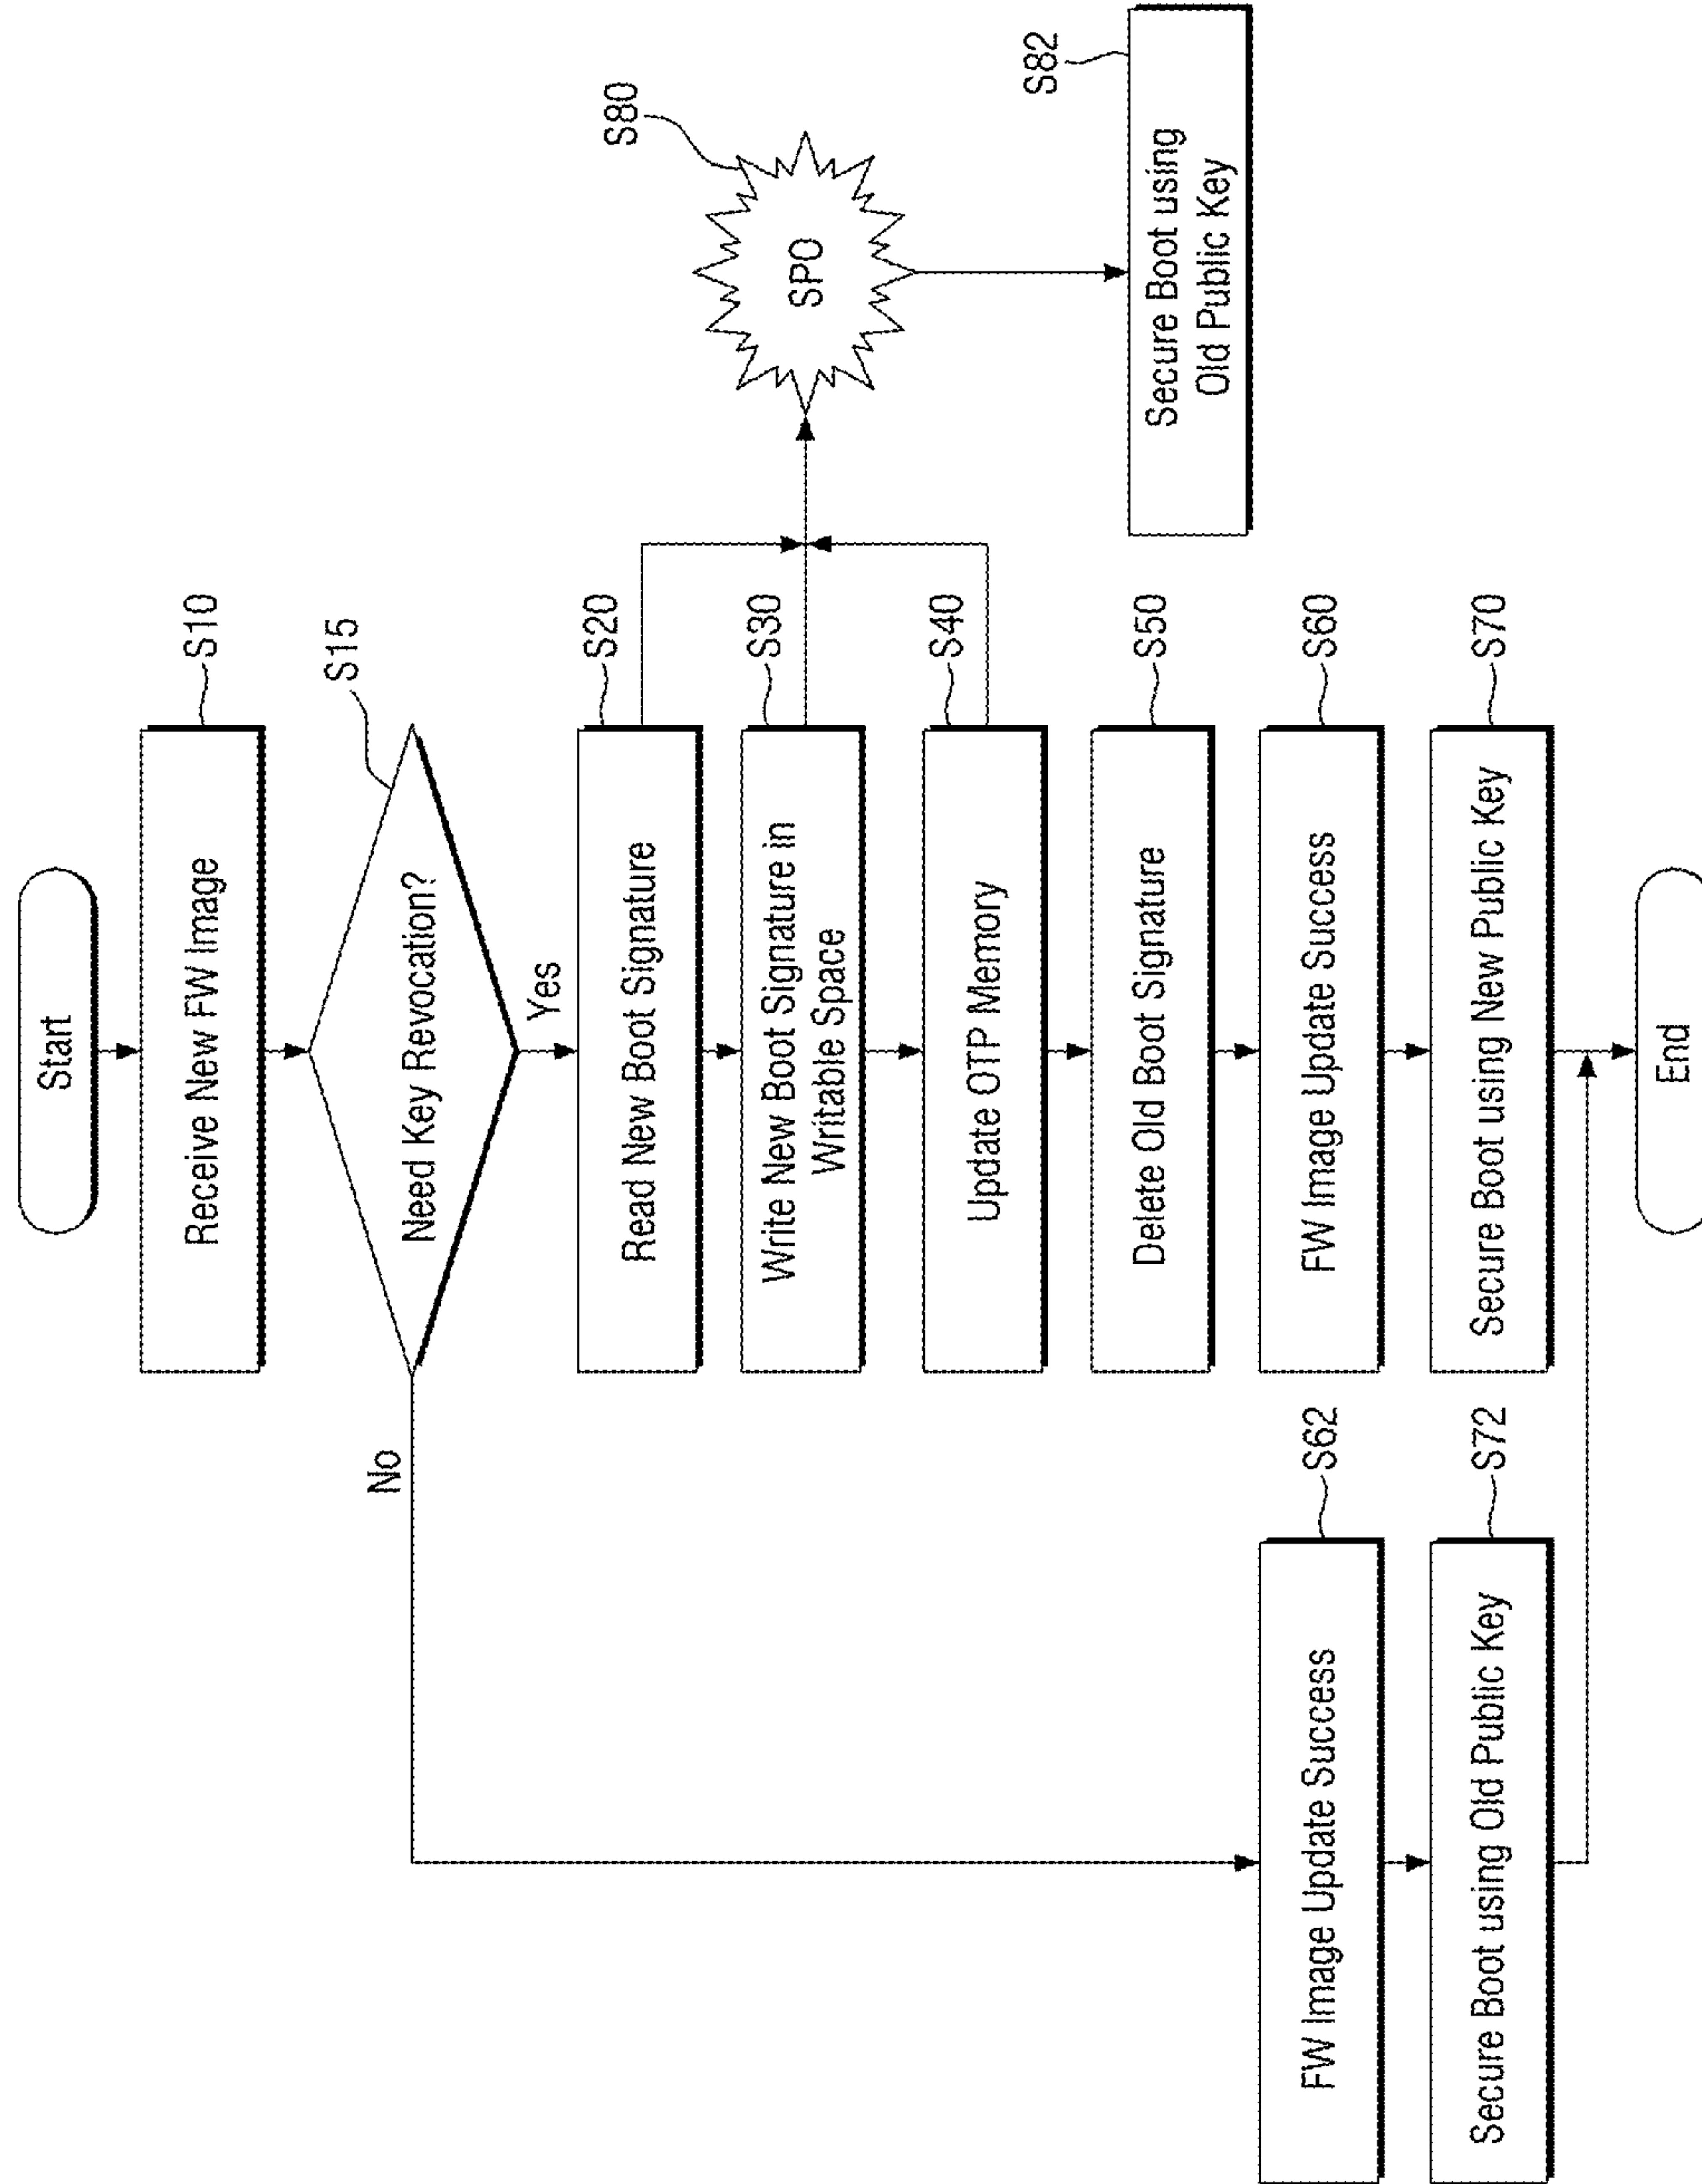 Start
Receive New FW Image
S10
Need Key Revocation?
S15
No
Yes
Read New Boot Signature
S20
Write New Boot Signature in
Writable Space
S30
Update OTP Memory
S40
SPO
S80
Secure Boot using
Old Public Key
S82
Delete Old Boot Signature
S50
FW Image Update Success
S62
FW Image Update Success
S60
Secure Boot using Old Public Key
S72
Secure Boot using New Public Key
S70
End